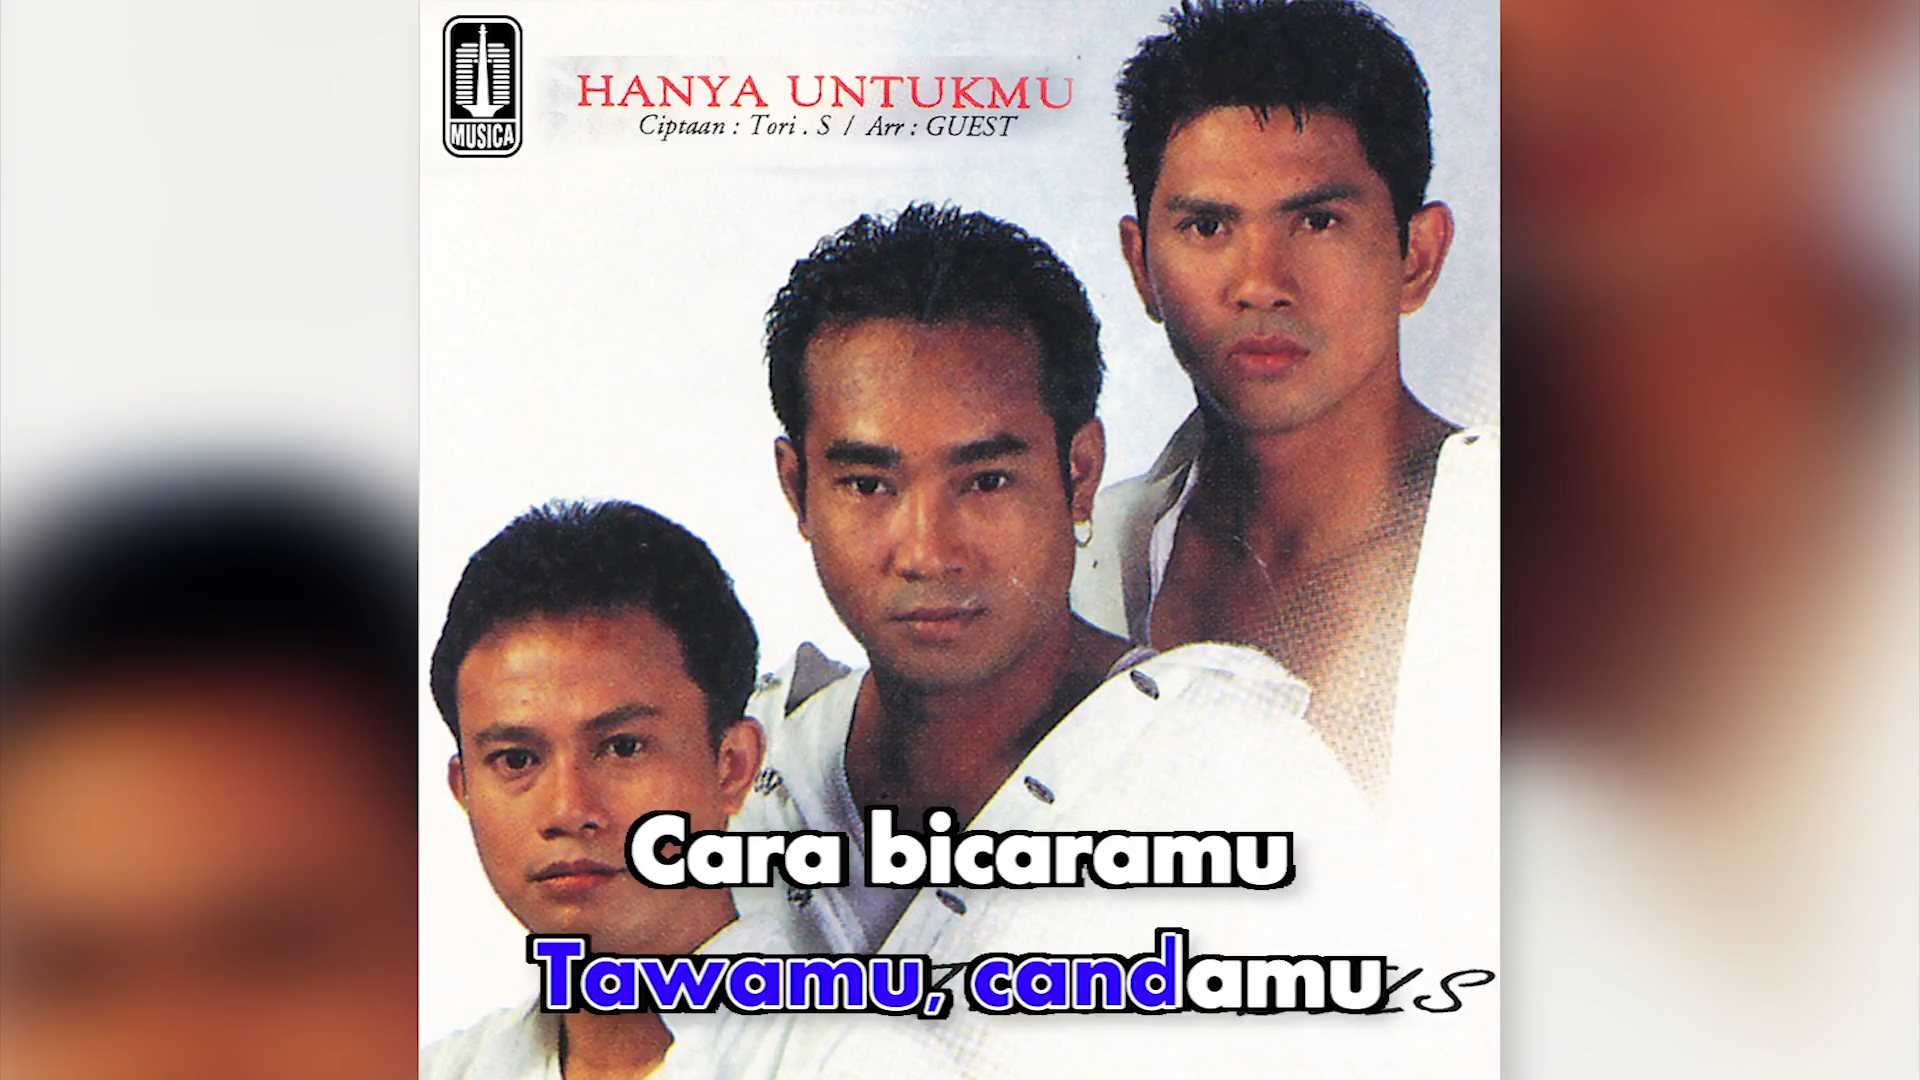 MUSICA
HANYA UNTUKMU
Ciptaan : Tori . S / Arr : GUEST
Cara bicaramu
Tawamu, candamu